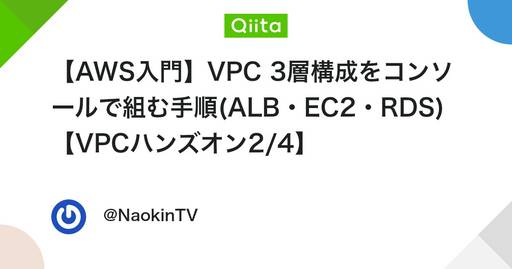 Qiita
【AWS入門】VPC 3層構成をコンソ
ールで組む手順(ALB・EC2・RDS)
【VPCハンズオン2/4】
@NaokinTV